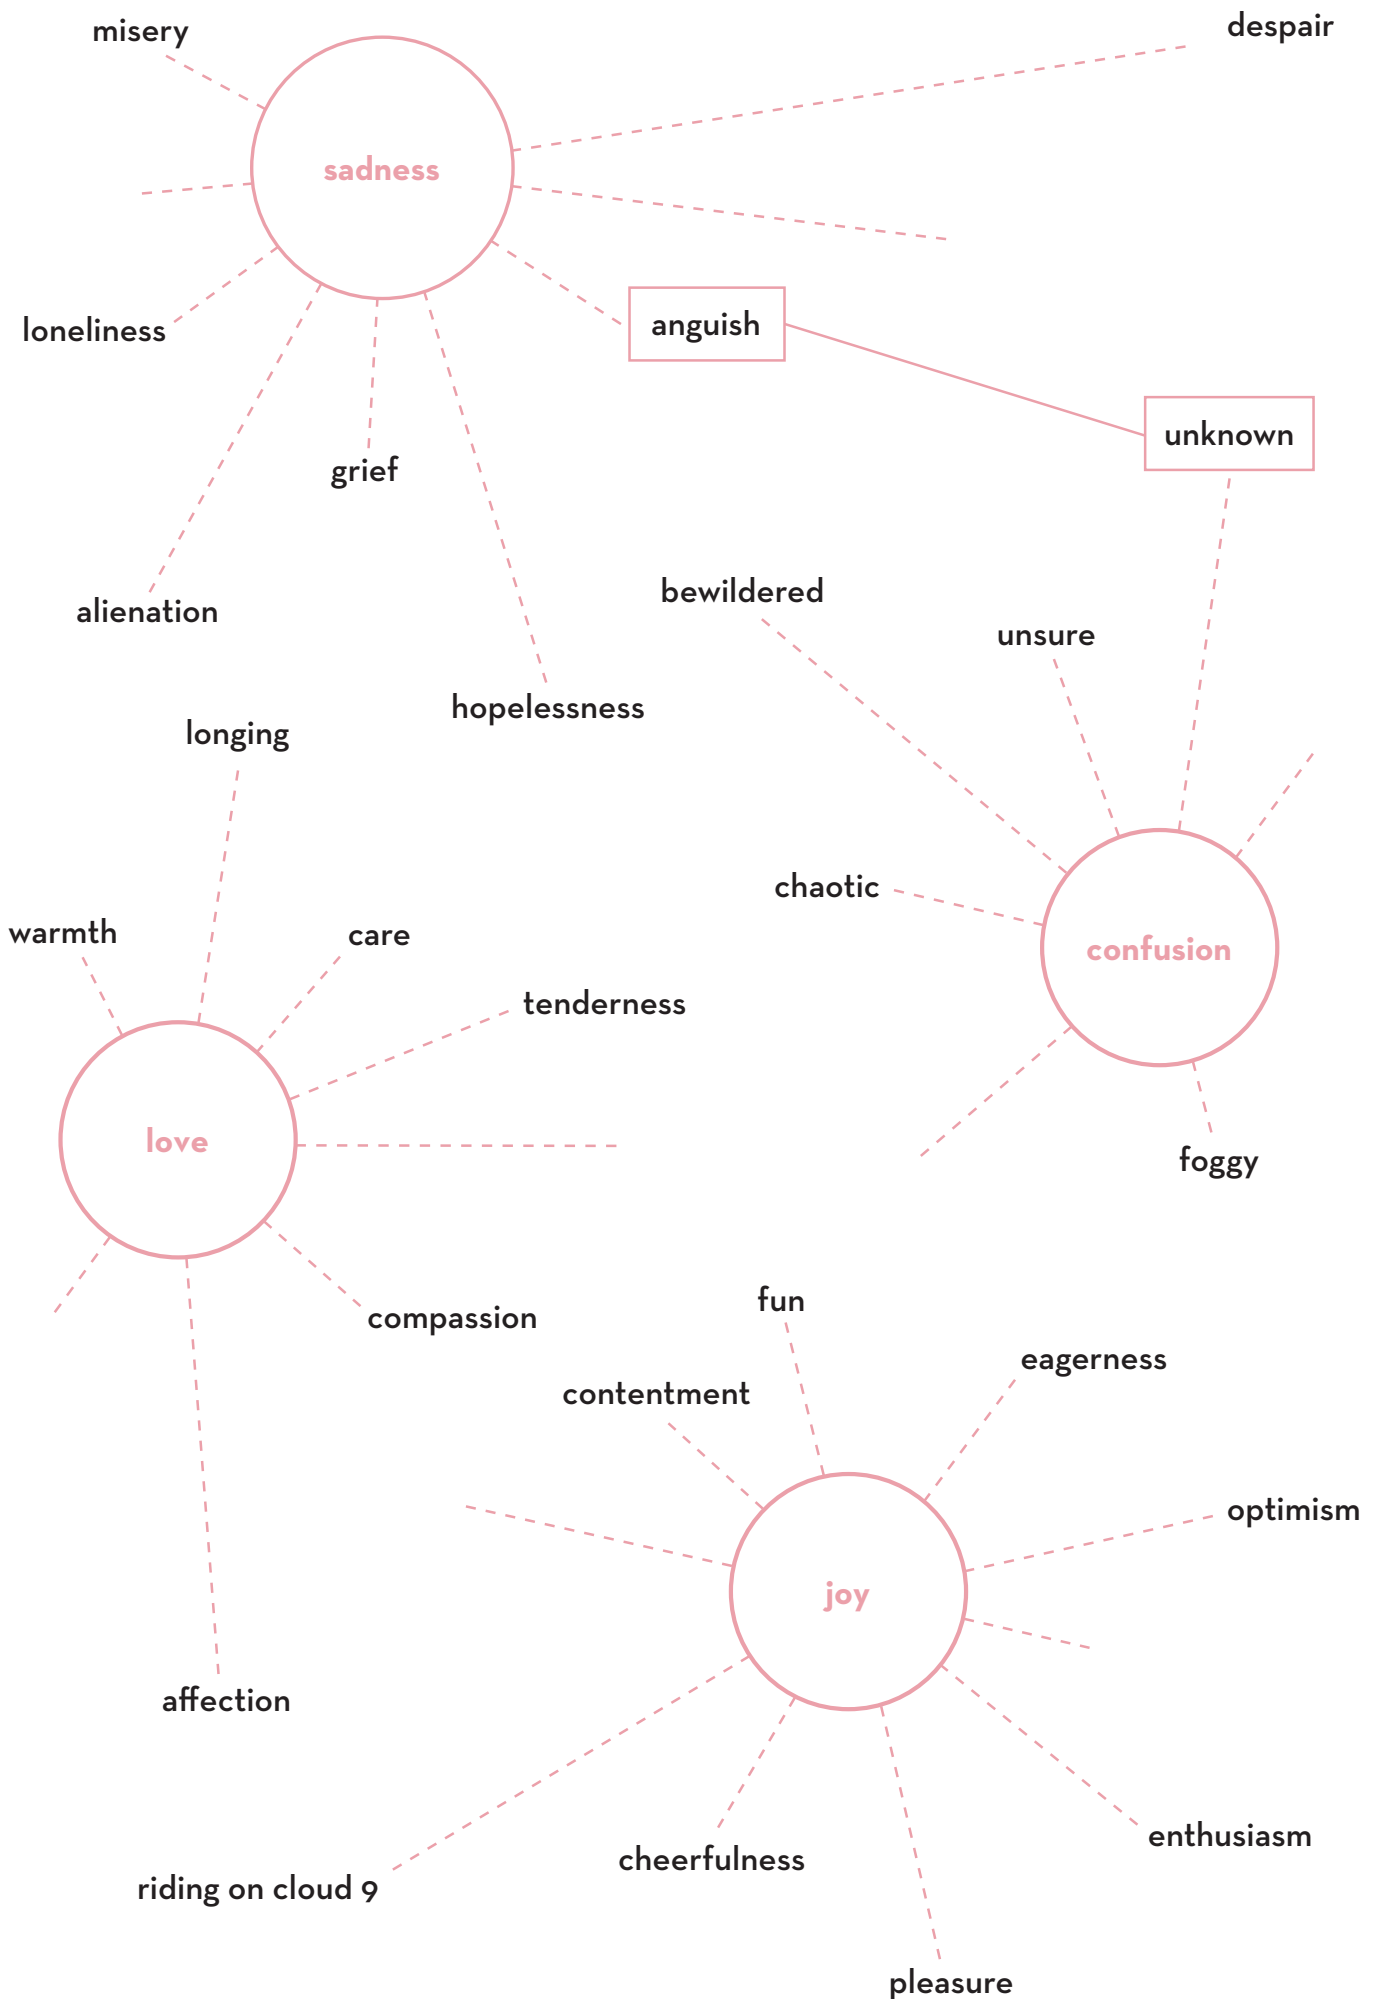 despair
misery
sadness
anguish
loneliness
unknown
grief
bewildered
alienation
unsure
hopelessness
longing
chaotic
warmth
care
confusion
tenderness
love
foggy
fun
compassion
eagerness
contentment
optimism
joy
affection
enthusiasm
cheerfulness
riding on cloud 9
pleasure